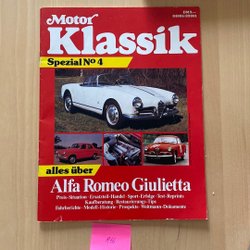 Motor
Klassik
Spezial Nº 4
alles über
Alfa Romeo Giulietta
Preis-Situation · Ersatzteil-Handel · Sport-Erfolge · Test-Reprints
Kaufberatung · Restaurierungs-Tips
Fahrberichte · Modell-Historie · Prospekte · Weltmann-Dokumente